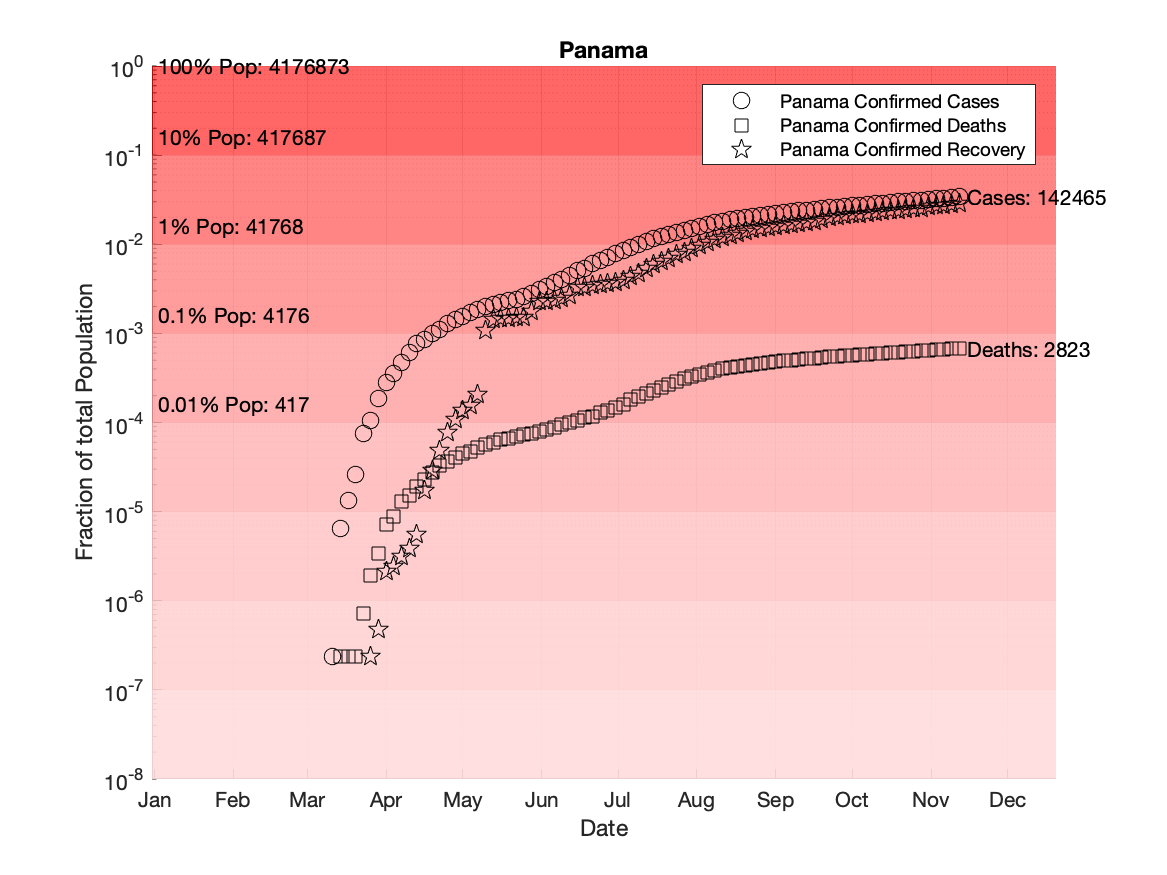 Panama
10^0
10^-1
10^-2
10^-3
10^-4
10^-5
10^-6
10^-7
10^-8
Fraction of total Population
100% Pop: 4176873
10% Pop: 417687
1% Pop: 41768
0.1% Pop: 4176
0.01% Pop: 417
Panama Confirmed Cases
Panama Confirmed Deaths
Panama Confirmed Recovery
Cases: 142465
Deaths: 2823
Jan Feb Mar Apr May Jun Jul Aug Sep Oct Nov Dec
Date